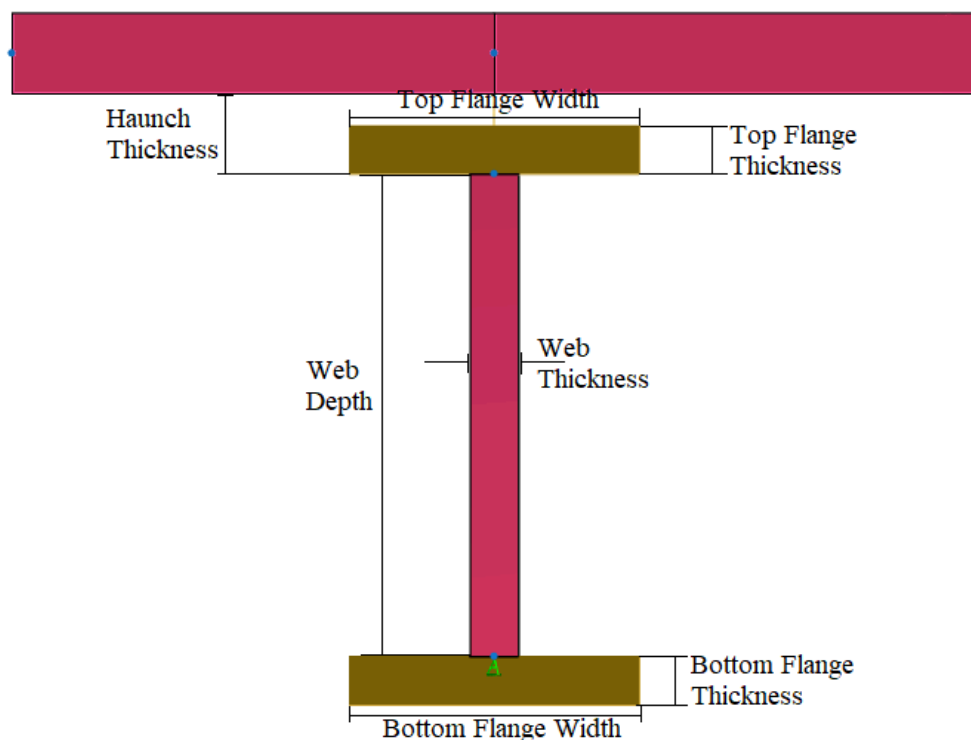 Top Flange Width
Haunch
Thickness
Top Flange
Thickness
Web
Depth
Web
Thickness
A
Bottom Flange
Thickness
Bottom Flange Width